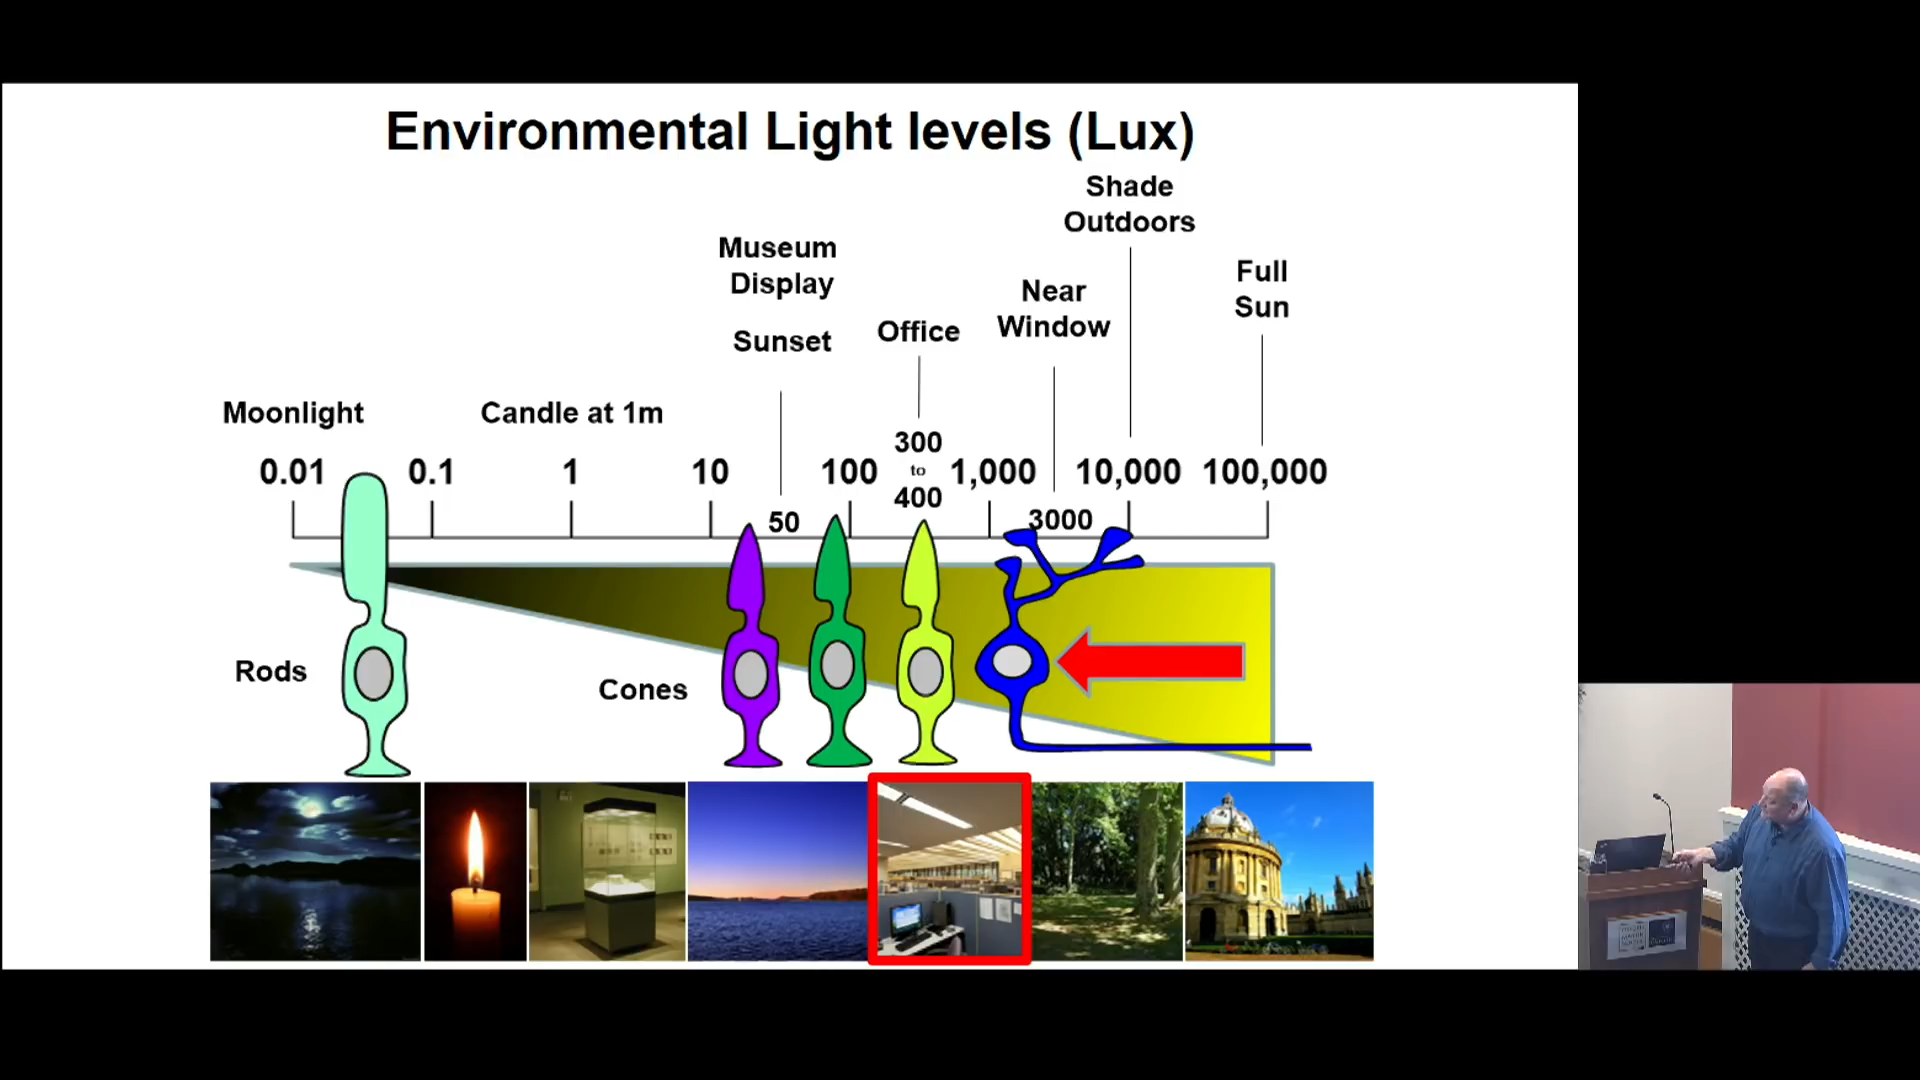 Environmental Light levels (Lux)
Shade
Outdoors
Museum
Display
Full
Sun
Near
Window
Sunset
Office
Moonlight
Candle at 1m
300
to
400
0.01 0.1 1 10 100 1,000 10,000 100,000
50
3000
Rods
Cones